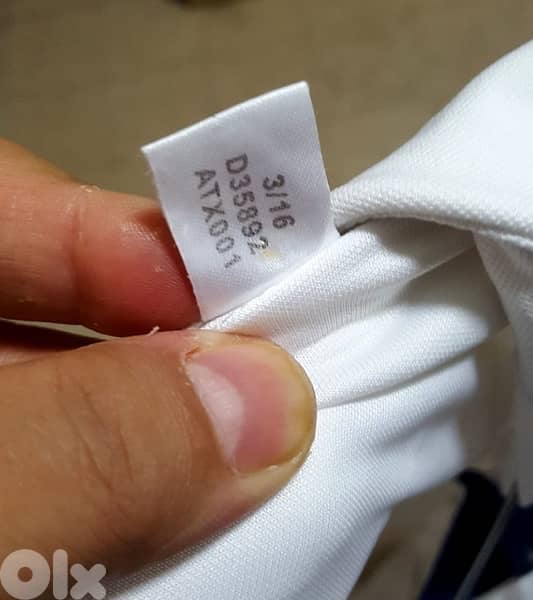 3/16
D35892
ATX001
OLX